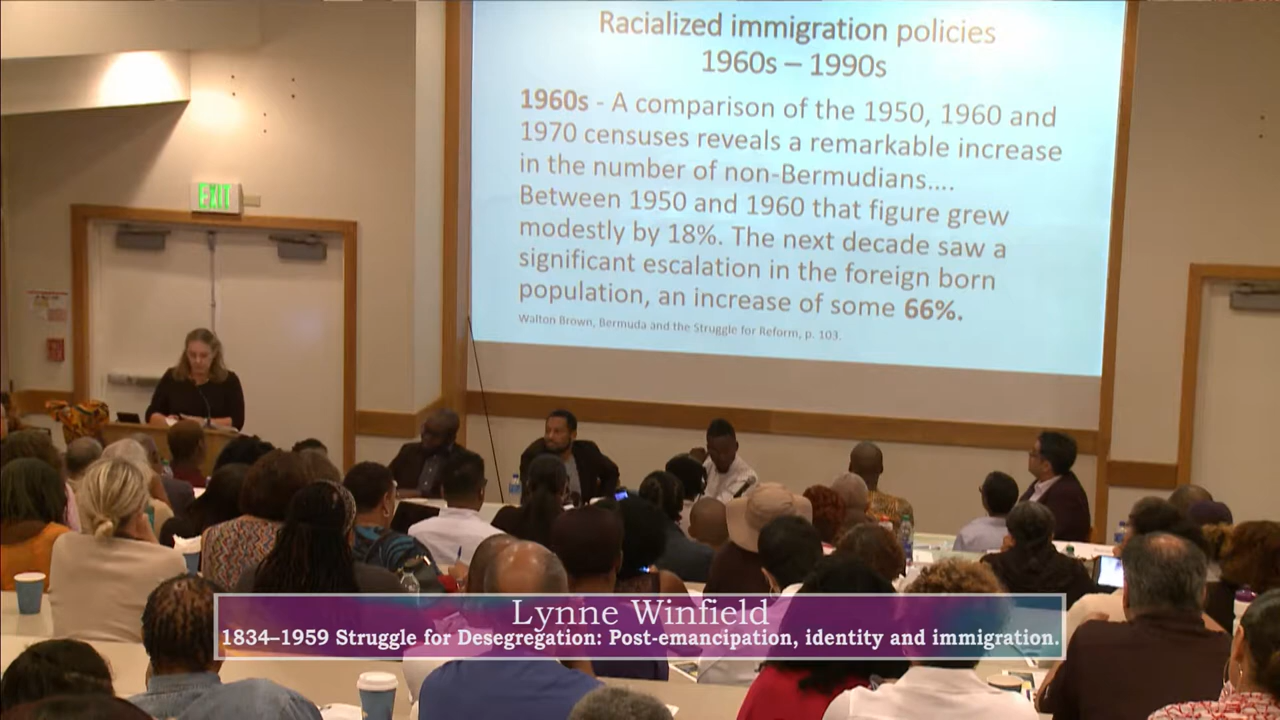 Racialized immigration policies
1960s – 1990s
1960s - A comparison of the 1950, 1960 and
1970 censuses reveals a remarkable increase
in the number of non-Bermudians....
Between 1950 and 1960 that figure grew
modestly by 18%. The next decade saw a
significant escalation in the foreign born
population, an increase of some 66%.
Walton Brown, Bermuda and the Struggle for Reform, p. 103.
EXIT
Lynne Winfield
1834–1959 Struggle for Desegregation: Post-emancipation, identity and immigration.